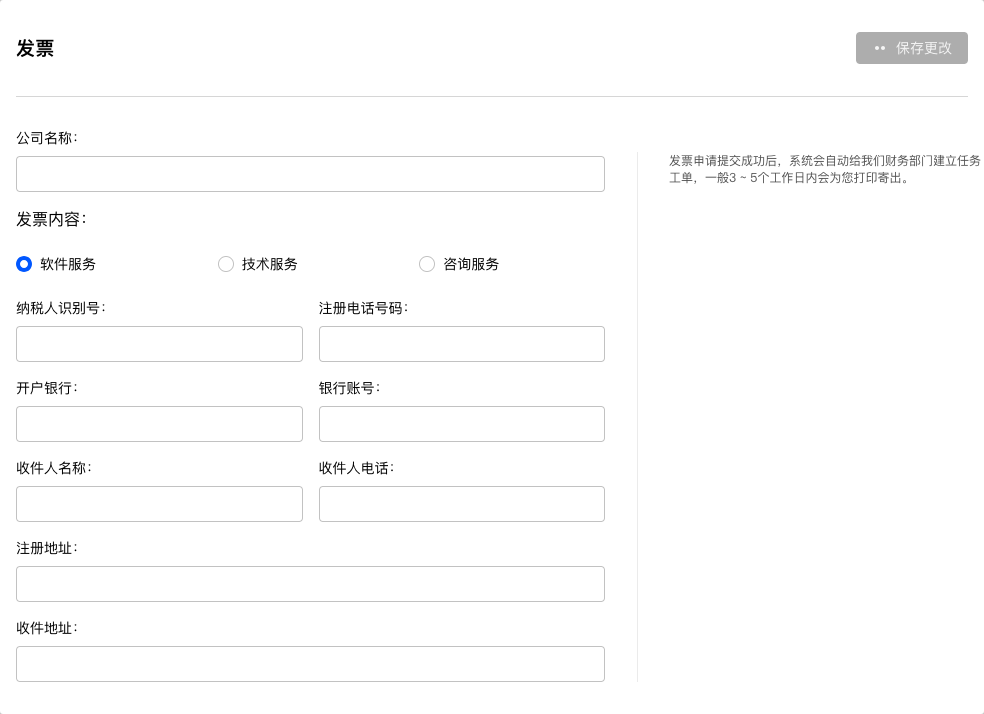 发票
保存更改
公司名称：
发票申请提交成功后，系统会自动给我们财务部门建立任务
工单，一般3 ~ 5个工作日内会为您打印寄出。
发票内容：
软件服务 技术服务 咨询服务
纳税人识别号： 注册电话号码：
开户银行： 银行账号：
收件人名称： 收件人电话：
注册地址：
收件地址：